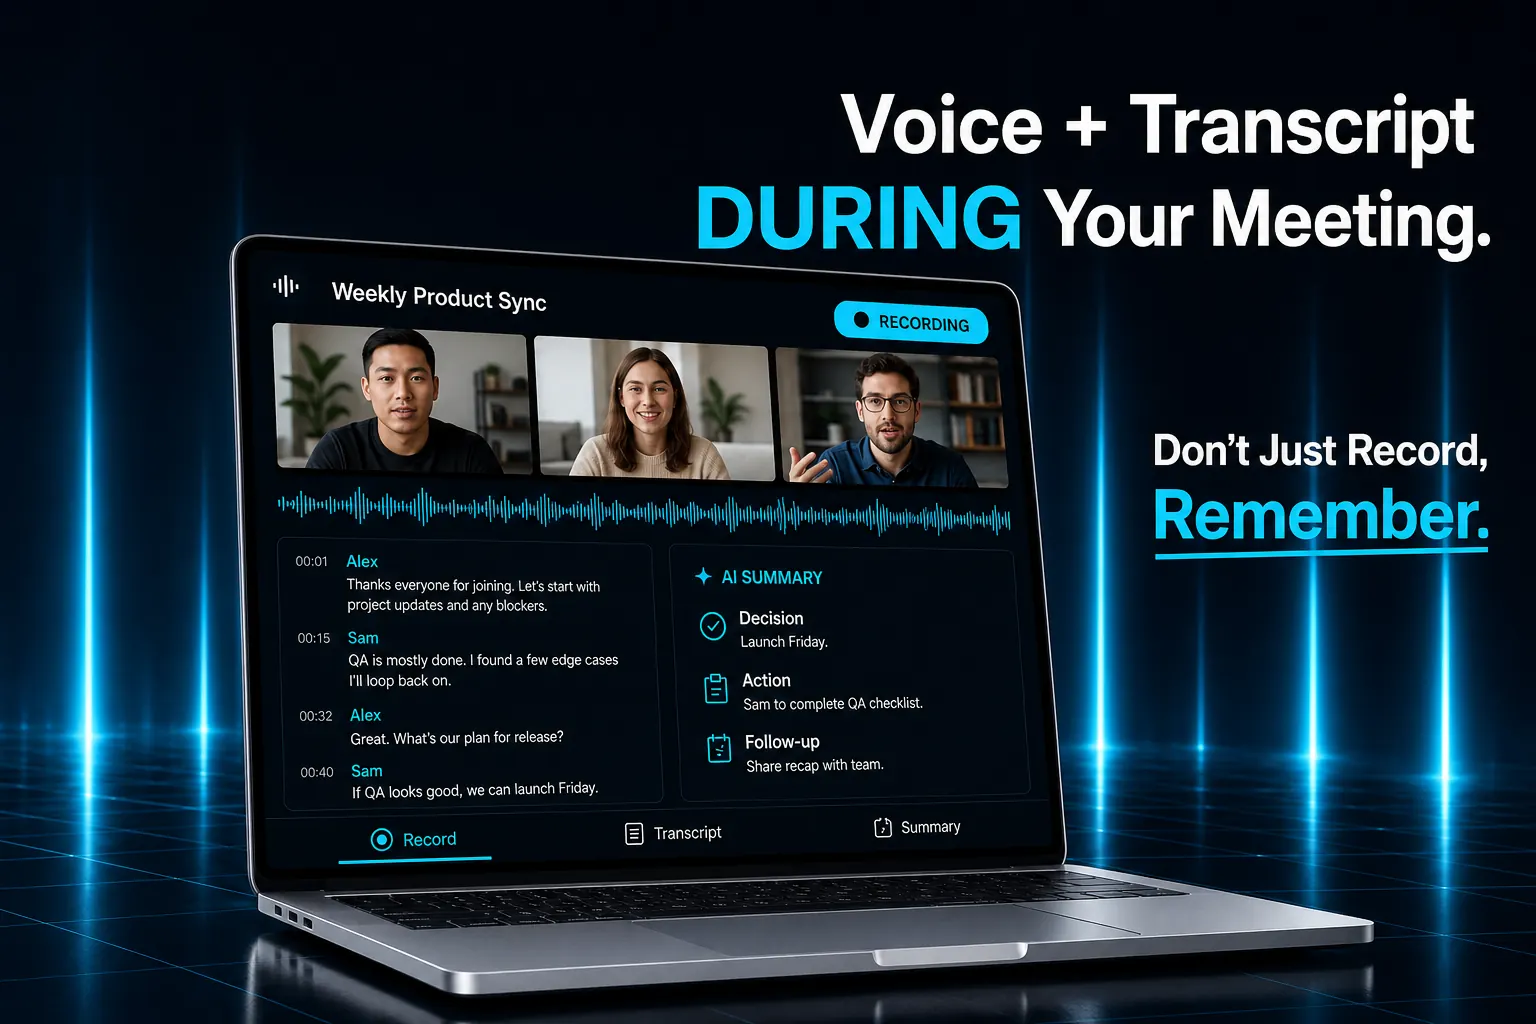 Voice + Transcript
DURING Your Meeting.
Don't Just Record,
Remember.
Weekly Product Sync
RECORDING
00:01 Alex
Thanks everyone for joining. Let's start with
project updates and any blockers.
00:15 Sam
QA is mostly done. I found a few edge cases
I'll loop back on.
00:32 Alex
Great. What's our plan for release?
00:40 Sam
If QA looks good, we can launch Friday.
AI SUMMARY
Decision
Launch Friday.
Action
Sam to complete QA checklist.
Follow-up
Share recap with team.
Record
Transcript
Summary